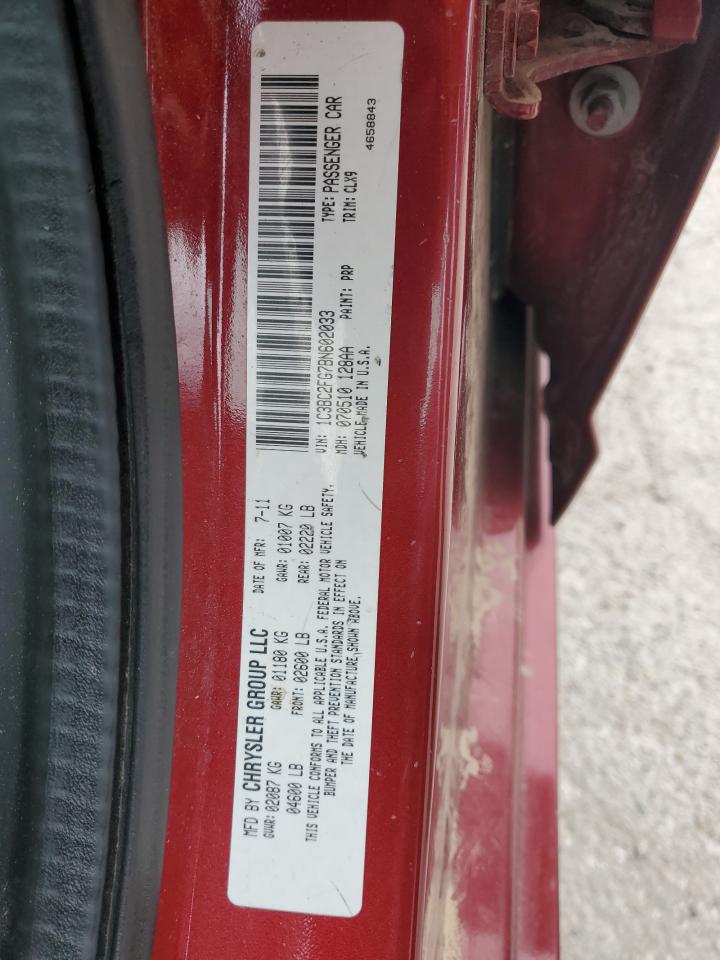 MFD BY CHRYSLER GROUP LLC
DATE OF MFR: 7-11
GVWR: 02087 KG
GAWR: 01180 KG
GAWR: 01007 KG
04600 LB
FRONT: 02600 LB
REAR: 02220 LB
THIS VEHICLE CONFORMS TO ALL APPLICABLE U.S.A. FEDERAL MOTOR VEHICLE SAFETY,
BUMPER AND THEFT PREVENTION STANDARDS IN EFFECT ON
THE DATE OF MANUFACTURE SHOWN ABOVE.
VIN: 1C3BC2FG7BN602033
TYPE: PASSENGER CAR
MDH: 070510 128AA
PAINT: PRP
TRIM: CLX9
VEHICLE MADE IN U.S.A.
4658843